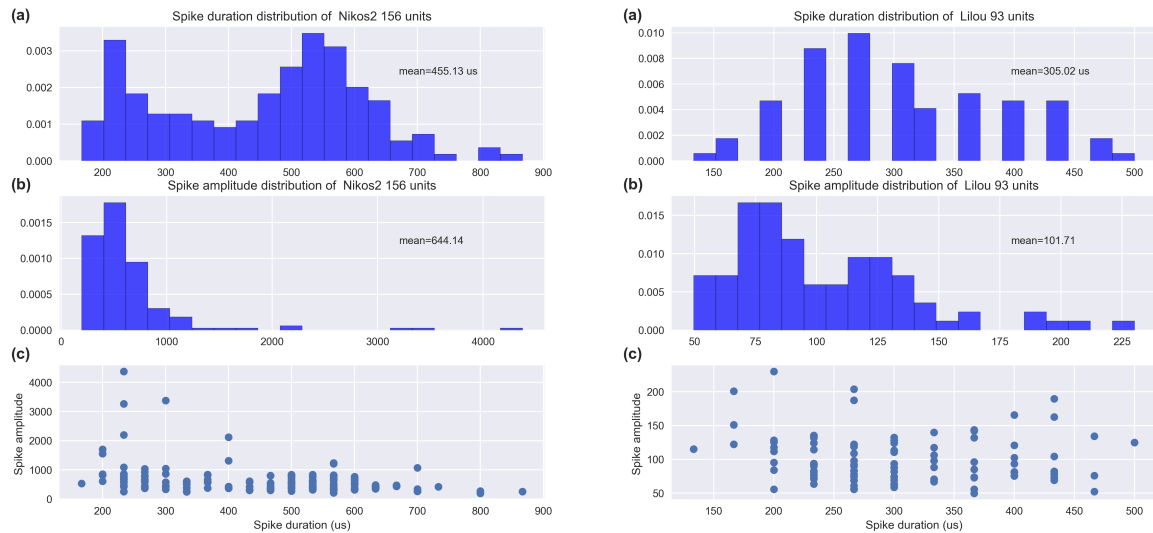 (a)
Spike duration distribution of Nikos2 156 units
0.003
0.002
0.001
0.000
mean=455.13 us
200 300 400 500 600 700 800 900
(b)
Spike amplitude distribution of Nikos2 156 units
0.0015
0.0010
0.0005
0.0000
mean=644.14
0 1000 2000 3000 4000
(c)
Spike amplitude
4000
3000
2000
1000
0
200 300 400 500 600 700 800 900
Spike duration (us)
(a)
Spike duration distribution of Lilou 93 units
0.010
0.008
0.006
0.004
0.002
0.000
mean=305.02 us
150 200 250 300 350 400 450 500
(b)
Spike amplitude distribution of Lilou 93 units
0.015
0.010
0.005
0.000
mean=101.71
50 75 100 125 150 175 200 225
(c)
Spike amplitude
200
150
100
50
150 200 250 300 350 400 450 500
Spike duration (us)